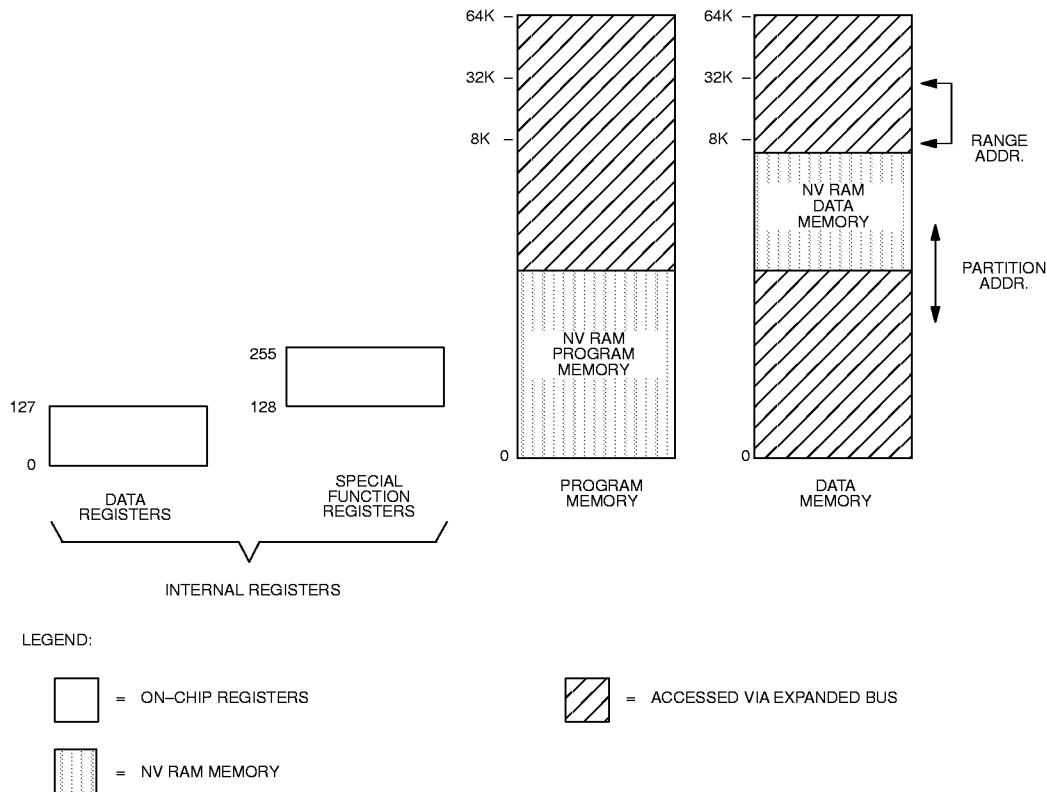 64K –
32K –
8K –
0
NV RAM
PROGRAM
MEMORY
PROGRAM
MEMORY
64K –
32K –
8K –
0
NV RAM
DATA
MEMORY
DATA
MEMORY
RANGE
ADDR.
PARTITION
ADDR.
127
0
DATA
REGISTERS
255
128
SPECIAL
FUNCTION
REGISTERS
INTERNAL REGISTERS
LEGEND:
= ON–CHIP REGISTERS
= ACCESSED VIA EXPANDED BUS
= NV RAM MEMORY